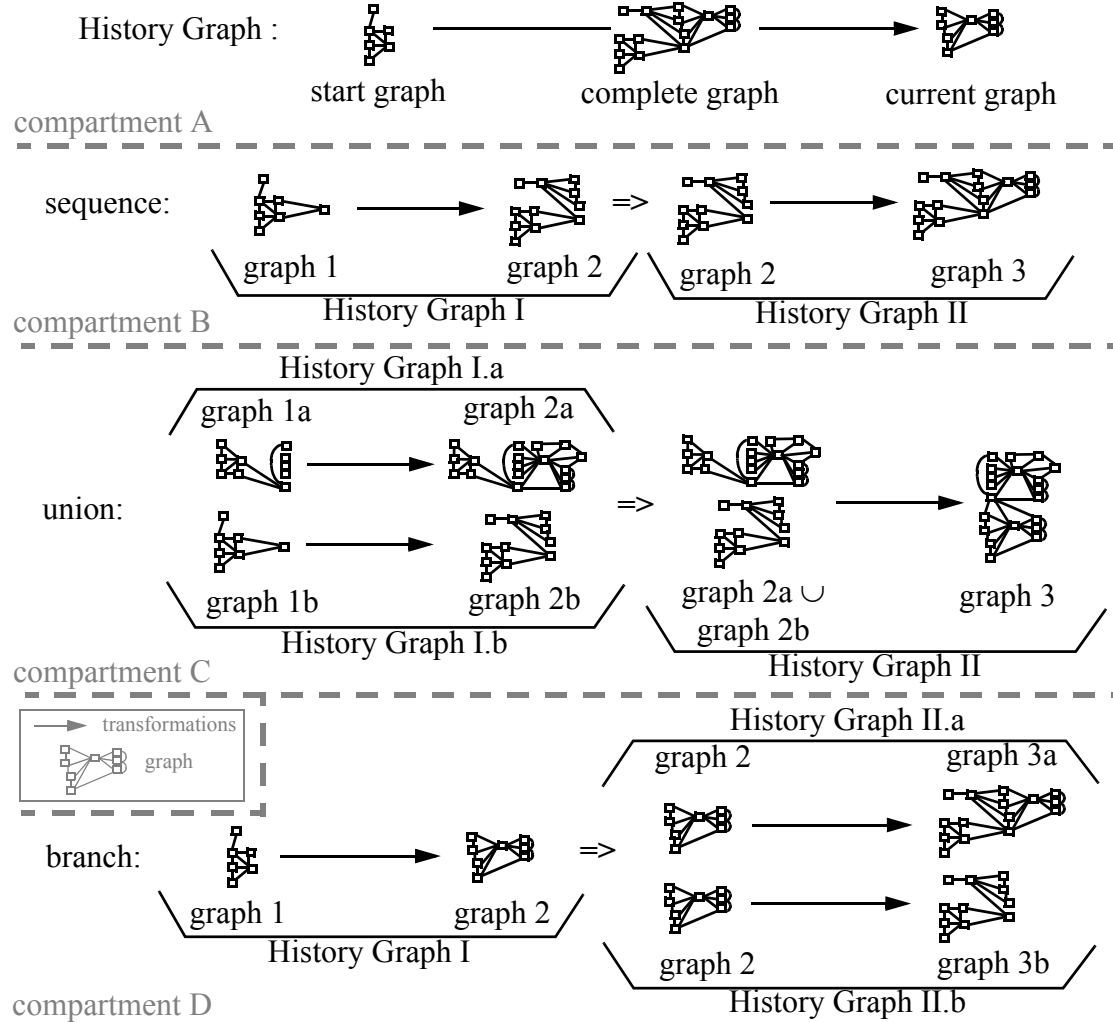 History Graph :
start graph complete graph current graph
compartment A
sequence: =>
graph 1 graph 2 graph 2 graph 3
History Graph I History Graph II
compartment B
History Graph I.a
graph 1a graph 2a
union: =>
graph 1b graph 2b graph 2a ∪ graph 3
graph 2b
History Graph I.b History Graph II
compartment C
transformations
graph
History Graph II.a
graph 2 graph 3a
branch: =>
graph 1 graph 2
History Graph I
graph 2 graph 3b
History Graph II.b
compartment D